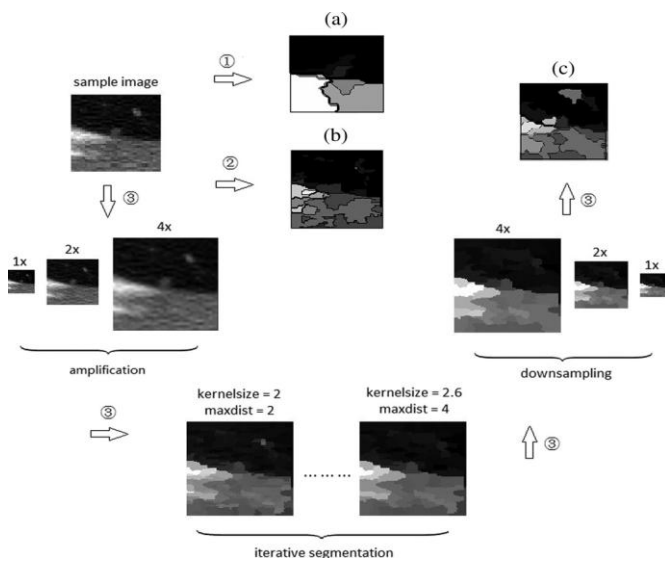 (a)
①
sample image
(c)
(b)
②
③
③
4x
4x
2x
2x
1x
1x
amplification
downsampling
kernelsize = 2
maxdist = 2
kernelsize = 2.6
maxdist = 4
③
③
………
iterative segmentation